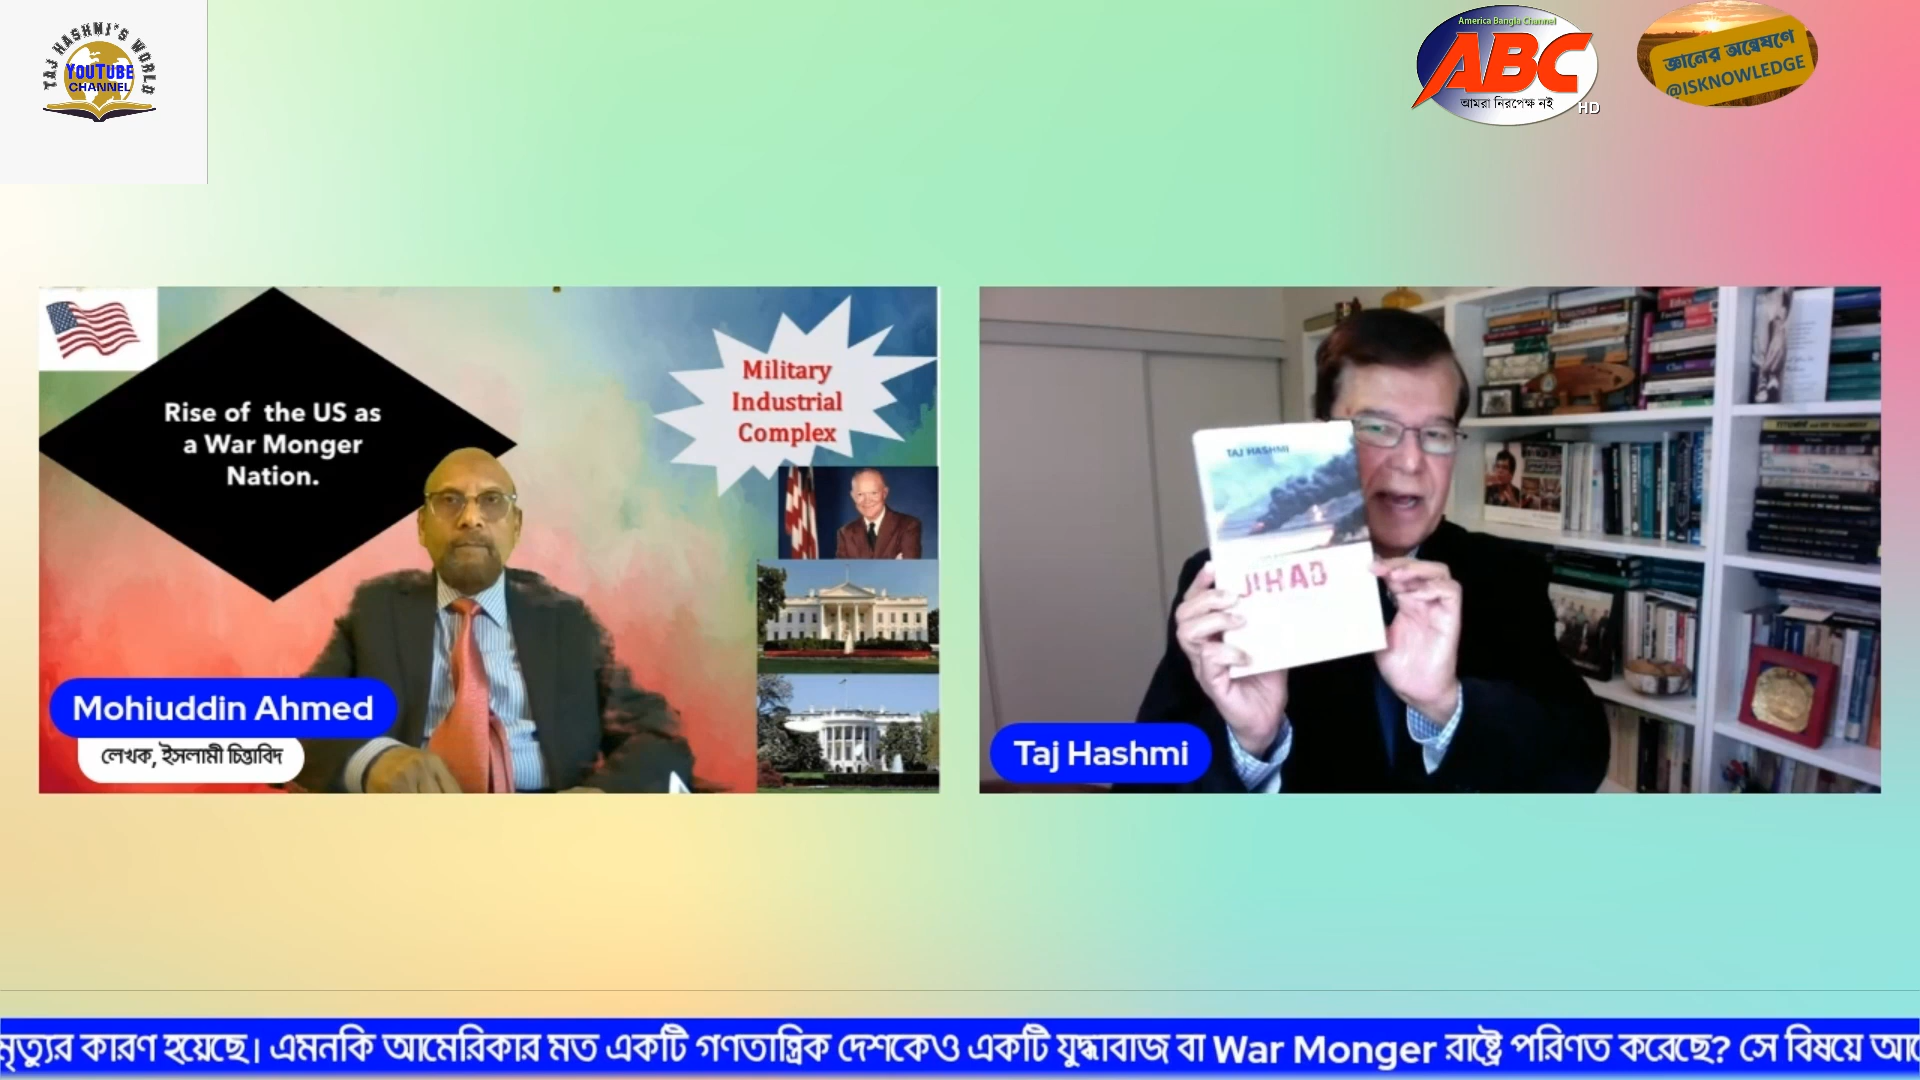 TAJ HASHMI'S WORLD
YOUTUBE
CHANNEL
America Bangla Channel
ABC
আমরা নিরপেক্ষ নই
HD
জ্ঞানের অন্বেষণে
@ISKNOWLEDGE
Rise of the US as
a War Monger
Nation.
Military
Industrial
Complex
Mohiuddin Ahmed
লেখক, ইসলামী চিন্তাবিদ
TAJ HASHMI
JIHAD
Taj Hashmi
মৃত্যুর কারণ হয়েছে। এমনকি আমেরিকার মত একটি গণতান্ত্রিক দেশকেও একটি যুদ্ধাবাজ বা War Monger রাষ্ট্রে পরিণত করেছে? সে বিষয়ে